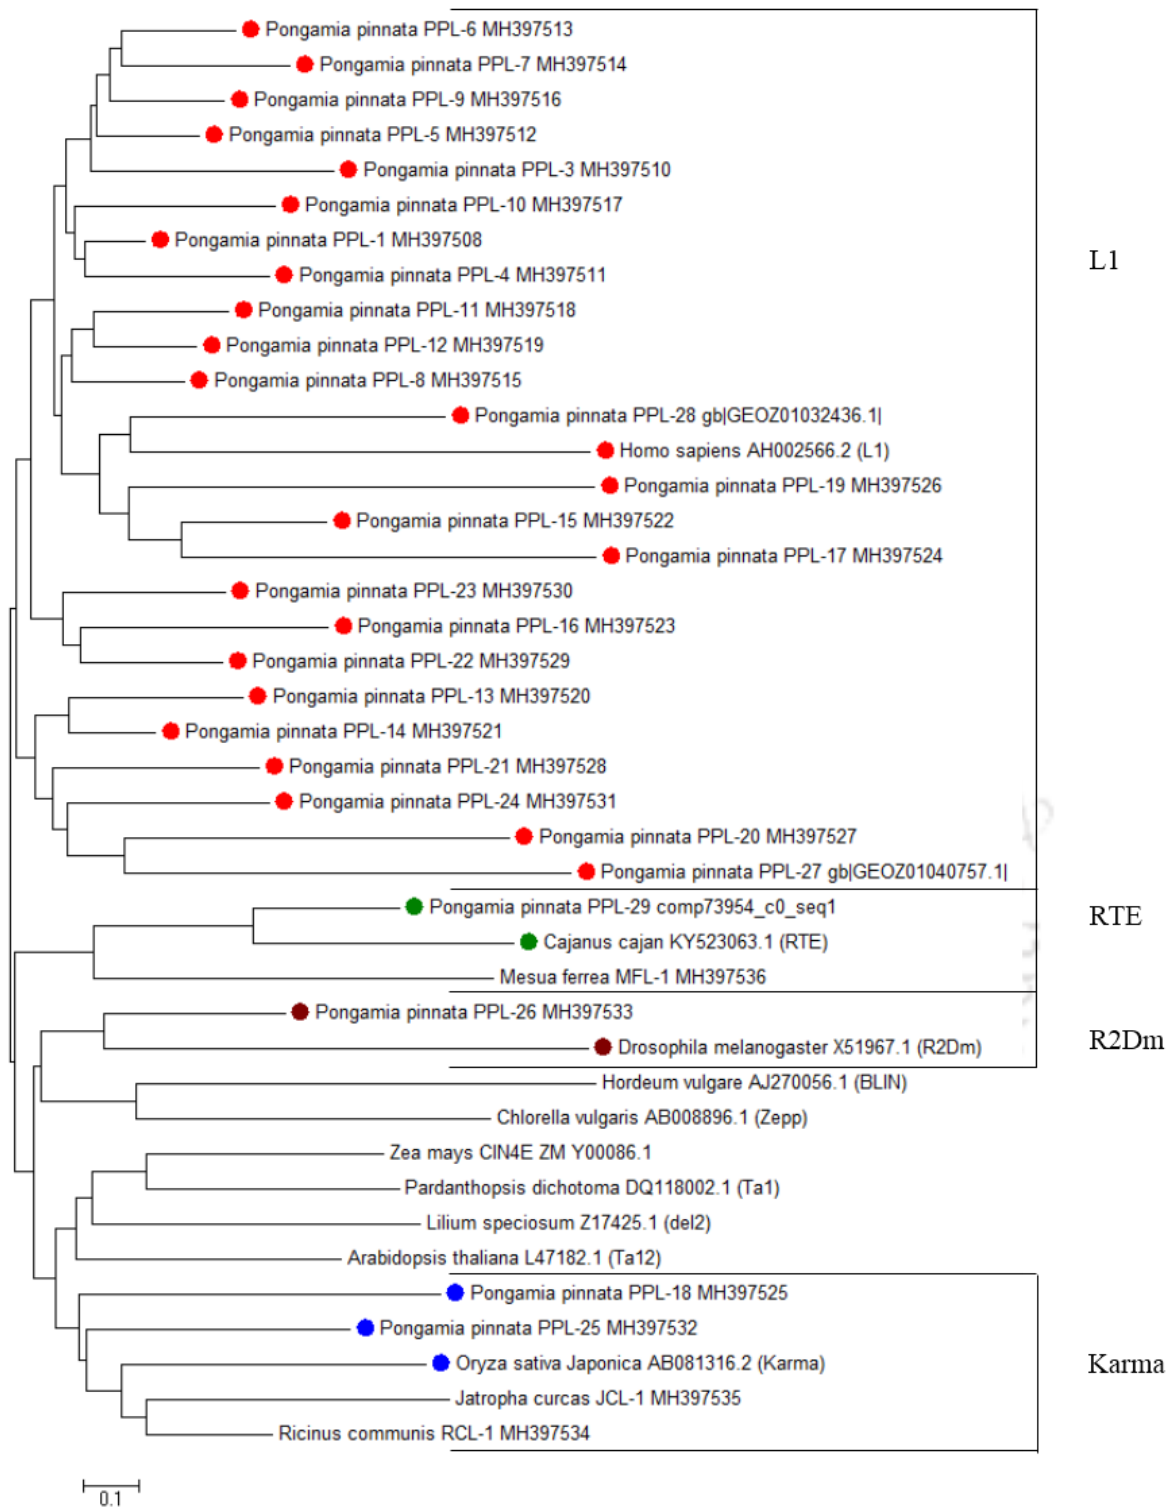 Pongamia pinnata PPL-6 MH397513
Pongamia pinnata PPL-7 MH397514
Pongamia pinnata PPL-9 MH397516
Pongamia pinnata PPL-5 MH397512
Pongamia pinnata PPL-3 MH397510
Pongamia pinnata PPL-10 MH397517
Pongamia pinnata PPL-1 MH397508
L1
Pongamia pinnata PPL-4 MH397511
Pongamia pinnata PPL-11 MH397518
Pongamia pinnata PPL-12 MH397519
Pongamia pinnata PPL-8 MH397515
Pongamia pinnata PPL-28 gb|GEOZ01032436.1|
Homo sapiens AH002566.2 (L1)
Pongamia pinnata PPL-19 MH397526
Pongamia pinnata PPL-15 MH397522
Pongamia pinnata PPL-17 MH397524
Pongamia pinnata PPL-23 MH397530
Pongamia pinnata PPL-16 MH397523
Pongamia pinnata PPL-22 MH397529
Pongamia pinnata PPL-13 MH397520
Pongamia pinnata PPL-14 MH397521
Pongamia pinnata PPL-21 MH397528
Pongamia pinnata PPL-24 MH397531
Pongamia pinnata PPL-20 MH397527
Pongamia pinnata PPL-27 gb|GEOZ01040757.1|
Pongamia pinnata PPL-29 comp73954_c0_seq1
RTE
Cajanus cajan KY523063.1 (RTE)
Mesua ferrea MFL-1 MH397536
Pongamia pinnata PPL-26 MH397533
R2Dm
Drosophila melanogaster X51967.1 (R2Dm)
Hordeum vulgare AJ270056.1 (BLIN)
Chlorella vulgaris AB008896.1 (Zepp)
Zea mays CIN4E ZM Y00086.1
Pardanthopsis dichotoma DQ118002.1 (Ta1)
Lilium speciosum Z17425.1 (del2)
Arabidopsis thaliana L47182.1 (Ta12)
Pongamia pinnata PPL-18 MH397525
Pongamia pinnata PPL-25 MH397532
Oryza sativa Japonica AB081316.2 (Karma)
Karma
Jatropha curcas JCL-1 MH397535
Ricinus communis RCL-1 MH397534
0.1